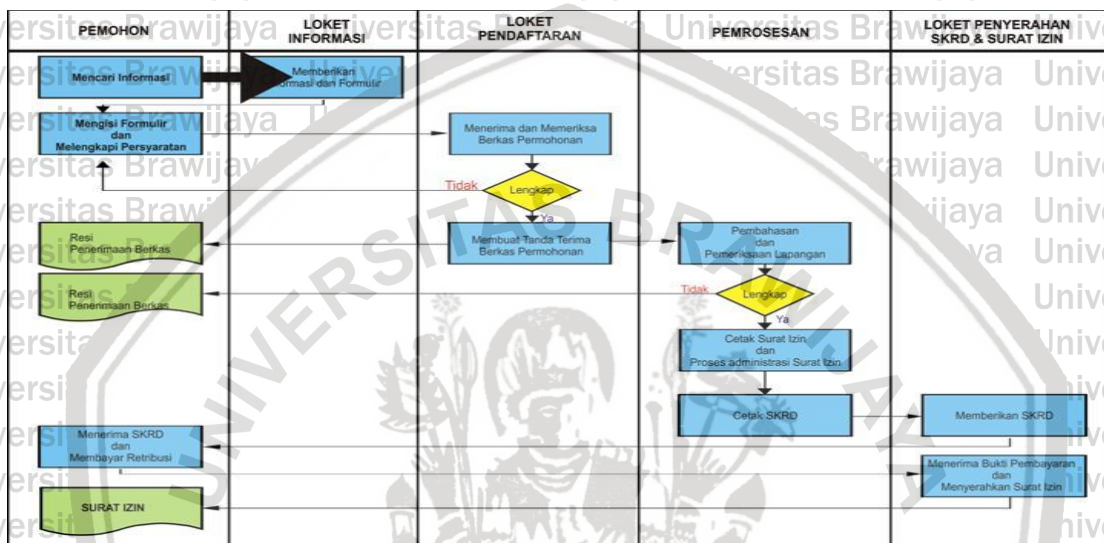 PEMOHON
LOKET
INFORMASI
LOKET
PENDAFTARAN
PEMROSESAN
LOKET PENYERAHAN
SKRD & SURAT IZIN
Mencari Informasi
Memberikan
ormasi dan Formulir
Mengisi Formulir
dan
Melengkapi Persyaratan
Menerima dan Memeriksa
Berkas Permohonan
Tidak
Lengkap
Ya
Resi
Penerimaan Berkas
Membuat Tanda Terima
Berkas Permohonan
Pembahasan
dan
Pemeriksaan Lapangan
Resi
Penerimaan Berkas
Tidak
Lengkap
Ya
Cetak Surat Izin
dan
Proses administrasi Surat Izin
Cetak SKRD
Memberikan SKRD
Menerima SKRD
dan
Membayar Retribusi
Menerima Bukti Pembayaran
dan
Menyerahkan Surat Izin
SURAT IZIN
UNIVERSITAS BRAWIJAYA